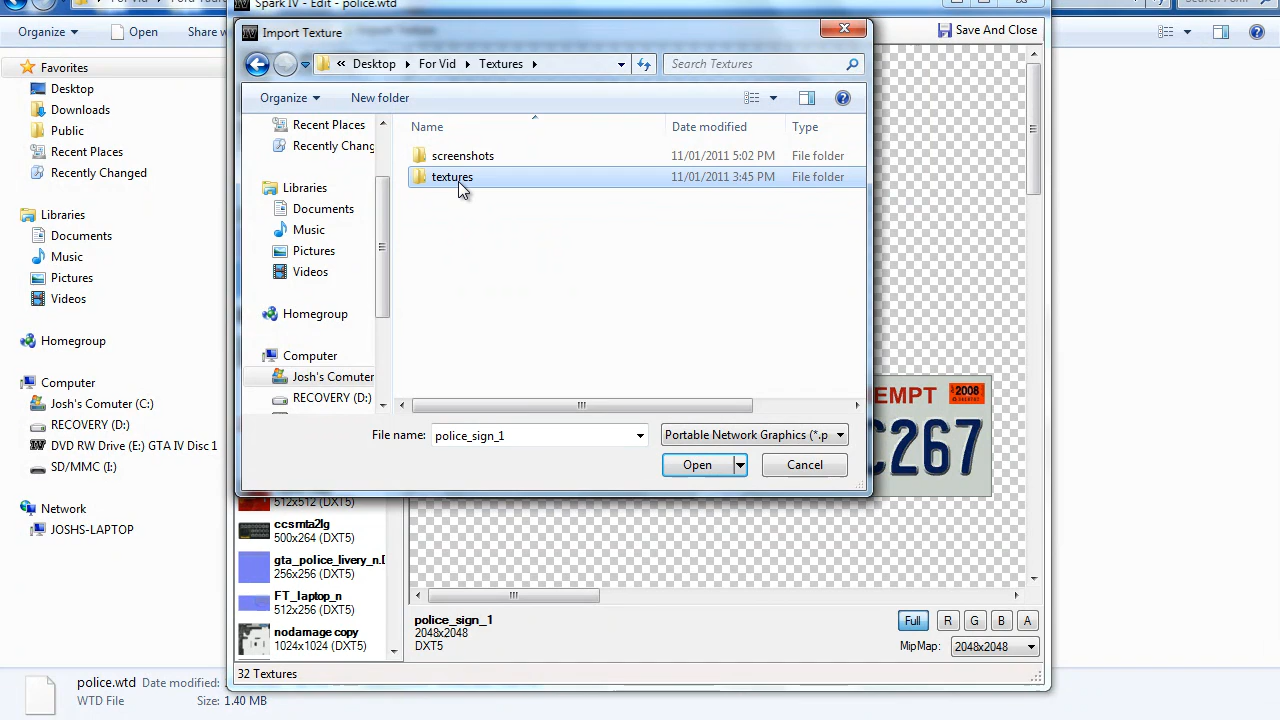 For Vid
Spark IV - Edit - police.wtd
Organize
Open
Share w
Import Texture
Save And Close
Desktop
For Vid
Textures
Search Textures
Organize
New folder
Favorites
Desktop
Downloads
Public
Recent Places
Recently Changed
Libraries
Documents
Music
Pictures
Videos
Homegroup
Computer
Josh's Comuter (C:)
RECOVERY (D:)
DVD RW Drive (E:) GTA IV Disc 1
SD/MMC (I:)
Network
JOSHS-LAPTOP
Recent Places
Recently Chang
Libraries
Documents
Music
Pictures
Videos
Homegroup
Computer
Josh's Comuter
RECOVERY (D:)
Name
Date modified
Type
screenshots
11/01/2011 5:02 PM
File folder
textures
11/01/2011 3:45 PM
File folder
File name:
police_sign_1
Portable Network Graphics (*.p
Open
Cancel
EMPT
2008
C267
512x512 (DXT5)
ccsmta2lg
500x264 (DXT5)
gta_police_livery_n.D
256x256 (DXT5)
FT_laptop_n
512x256 (DXT5)
nodamage copy
1024x1024 (DXT5)
police_sign_1
2048x2048
DXT5
Full
R
G
B
A
MipMap:
2048x2048
32 Textures
police.wtd
Date modified:
WTD File
Size: 1.40 MB